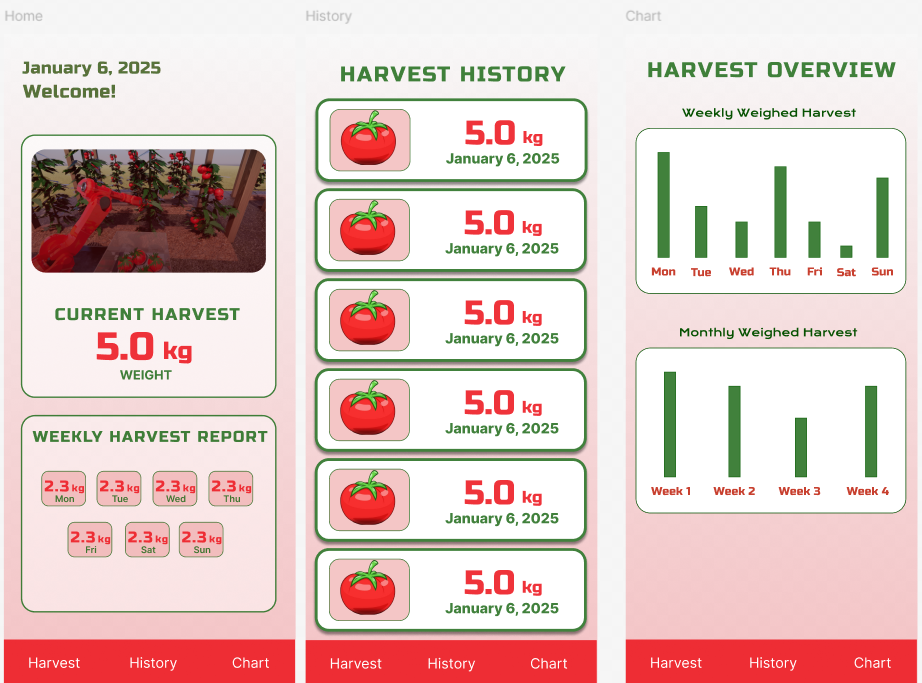 Home
January 6, 2025
Welcome!
CURRENT HARVEST
5.0 kg
WEIGHT
WEEKLY HARVEST REPORT
2.3 kg
Mon
2.3 kg
Tue
2.3 kg
Wed
2.3 kg
Thu
2.3 kg
Fri
2.3 kg
Sat
2.3 kg
Sun
Harvest
History
Chart
History
HARVEST HISTORY
5.0 kg
January 6, 2025
5.0 kg
January 6, 2025
5.0 kg
January 6, 2025
5.0 kg
January 6, 2025
5.0 kg
January 6, 2025
5.0 kg
January 6, 2025
Harvest
History
Chart
Chart
HARVEST OVERVIEW
Weekly Weighed Harvest
Mon Tue Wed Thu Fri Sat Sun
Monthly Weighed Harvest
Week 1 Week 2 Week 3 Week 4
Harvest
History
Chart